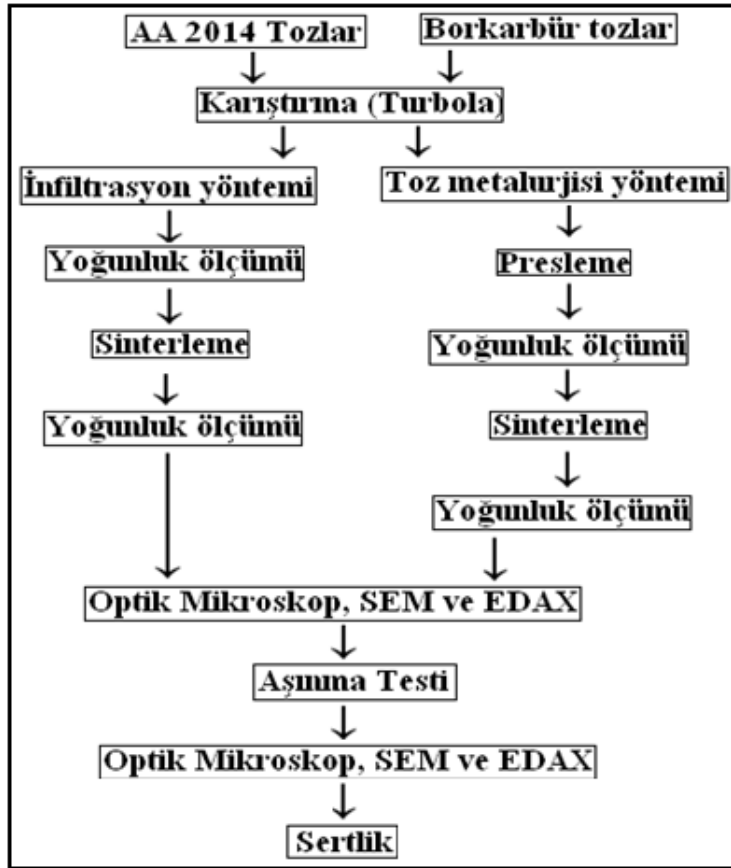 AA 2014 Tozlar
Borkarbür tozlar
Karıştırma (Turbola)
İnfiltrasyon yöntemi
Toz metalurjisi yöntemi
Yoğunluk ölçümü
Presleme
Sinterleme
Yoğunluk ölçümü
Yoğunluk ölçümü
Sinterleme
Yoğunluk ölçümü
Optik Mikroskop, SEM ve EDAX
Aşınma Testi
Optik Mikroskop, SEM ve EDAX
Sertlik